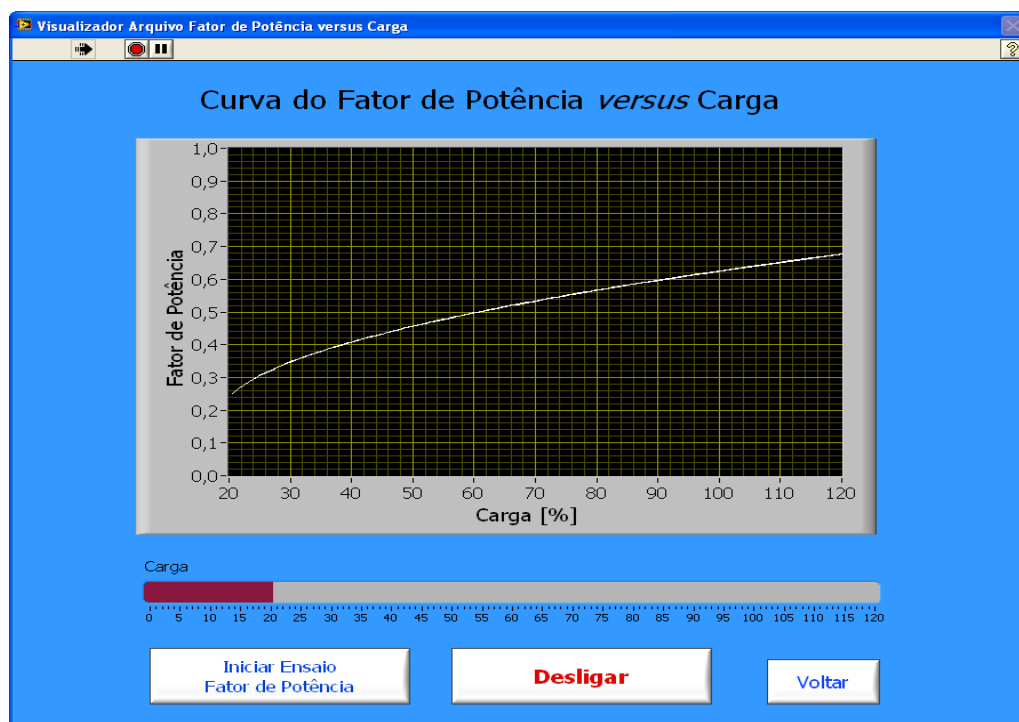 Visualizador Arquivo Fator de Potência versus Carga
?
Curva do Fator de Potência versus Carga
1,0
0,9
0,8
0,7
0,6
0,5
0,4
0,3
0,2
0,1
0,0
Fator de Potência
20 30 40 50 60 70 80 90 100 110 120
Carga [%]
Carga
0 5 10 15 20 25 30 35 40 45 50 55 60 65 70 75 80 85 90 95 100 105 110 115 120
Iniciar Ensaio
Fator de Potência
Desligar
Voltar